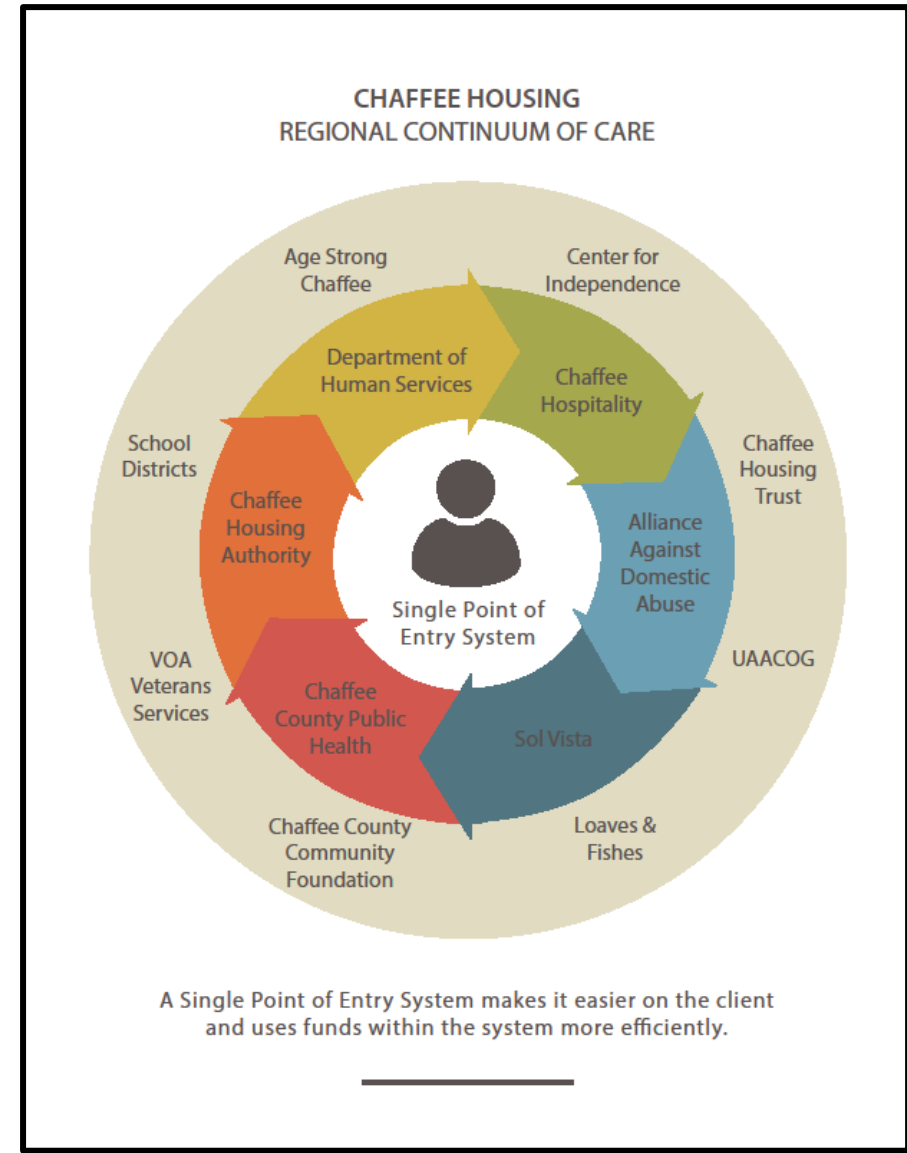 CHAFFEE HOUSING
REGIONAL CONTINUUM OF CARE
Age Strong
Chaffee
Center for
Independence
Department of
Human Services
Chaffee
Hospitality
School
Districts
Chaffee
Housing
Trust
Chaffee
Housing
Authority
Alliance
Against
Domestic
Abuse
Single Point of
Entry System
VOA
Veterans
Services
UAACOG
Chaffee
County Public
Health
Sol Vista
Chaffee County
Community
Foundation
Loaves &
Fishes
A Single Point of Entry System makes it easier on the client
and uses funds within the system more efficiently.